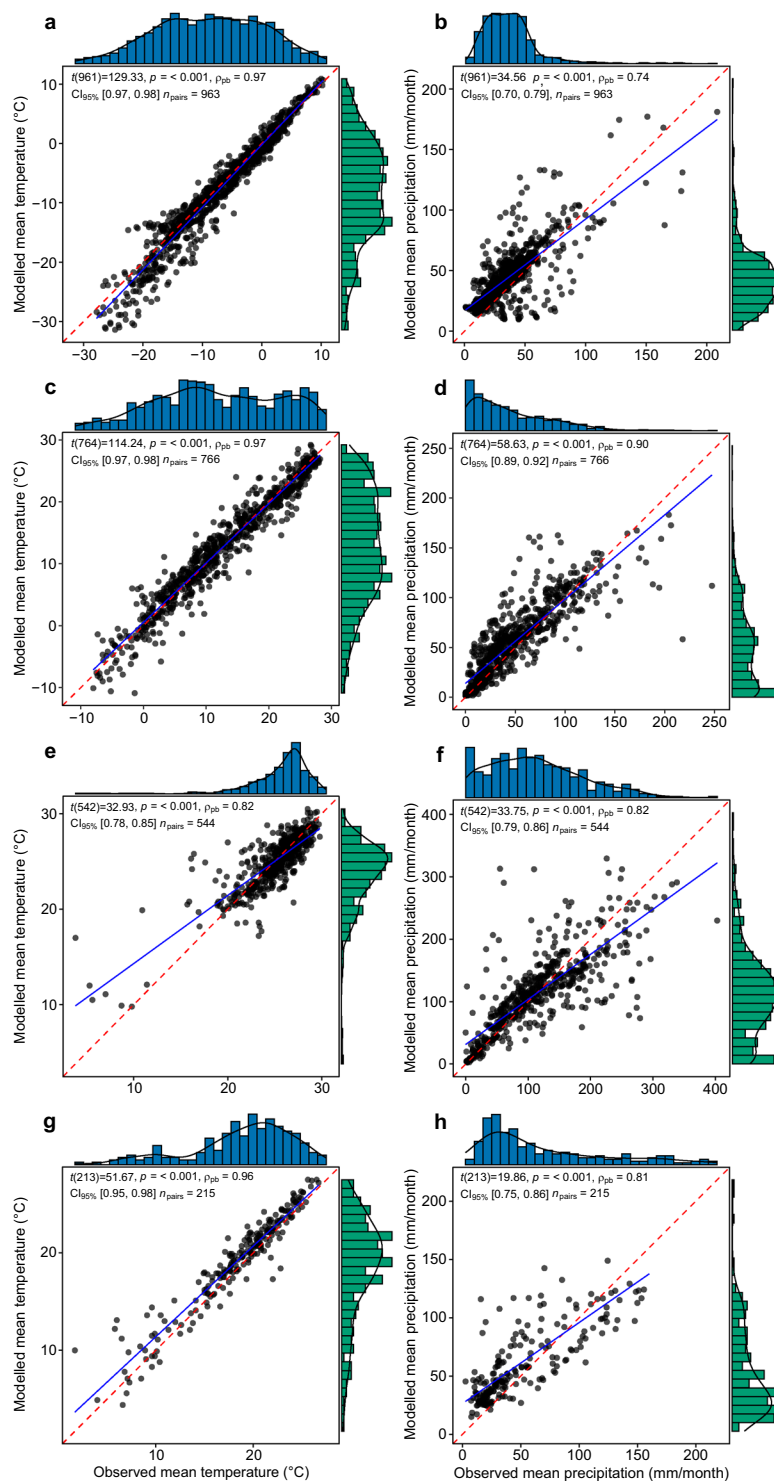 a
t(961)=129.33, p = < 0.001, ρpb = 0.97
CI95% [0.97, 0.98] npairs = 963
Modelled mean temperature (°C)
10
0
−10
−20
−30
−30 −20 −10 0 10
b
t(961)=34.56 p = < 0.001, ρpb = 0.74
CI95% [0.70, 0.79], npairs = 963
Modelled mean precipitation (mm/month)
200
150
100
50
0
0 50 100 150 200
c
t(764)=114.24, p = < 0.001, ρpb = 0.97
CI95% [0.97, 0.98] npairs = 766
Modelled mean temperature (°C)
30
20
10
0
−10
−10 0 10 20 30
d
t(764)=58.63, p = < 0.001, ρpb = 0.90
CI95% [0.89, 0.92] npairs = 766
Modelled mean precipitation (mm/month)
250
200
150
100
50
0
0 50 100 150 200 250
e
t(542)=32.93, p = < 0.001, ρpb = 0.82
CI95% [0.78, 0.85] npairs = 544
Modelled mean temperature (°C)
30
20
10
10 20 30
f
t(542)=33.75, p = < 0.001, ρpb = 0.82
CI95% [0.79, 0.86] npairs = 544
Modelled mean precipitation (mm/month)
400
300
200
100
0
0 100 200 300 400
g
t(213)=51.67, p = < 0.001, ρpb = 0.96
CI95% [0.95, 0.98] npairs = 215
Modelled mean temperature (°C)
20
10
10 20
Observed mean temperature (°C)
h
t(213)=19.86, p = < 0.001, ρpb = 0.81
CI95% [0.75, 0.86] npairs = 215
Modelled mean precipitation (mm/month)
200
150
100
50
0
0 50 100 150 200
Observed mean precipitation (mm/month)